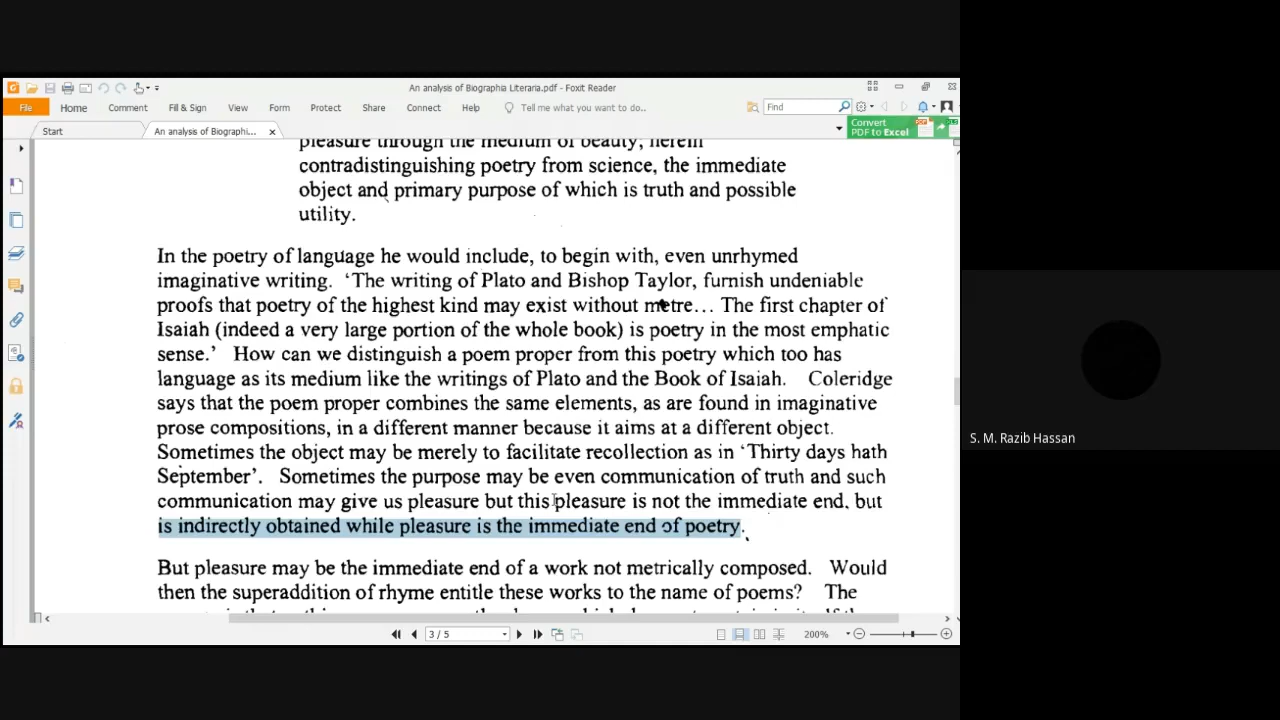 An analysis of Biographia Literaria.pdf - Foxit Reader
File Home Comment Fill & Sign View Form Protect Share Connect Help Tell me what you want to do.. Find
Start An analysis of Biographi... Convert PDF to Excel
pleasure through the medium of beauty; herein
contradistinguishing poetry from science, the immediate
object and primary purpose of which is truth and possible
utility.
In the poetry of language he would include, to begin with, even unrhymed
imaginative writing. ‘The writing of Plato and Bishop Taylor, furnish undeniable
proofs that poetry of the highest kind may exist without metre... The first chapter of
Isaiah (indeed a very large portion of the whole book) is poetry in the most emphatic
sense.’ How can we distinguish a poem proper from this poetry which too has
language as its medium like the writings of Plato and the Book of Isaiah. Coleridge
says that the poem proper combines the same elements, as are found in imaginative
prose compositions, in a different manner because it aims at a different object.
Sometimes the object may be merely to facilitate recollection as in ‘Thirty days hath
September’. Sometimes the purpose may be even communication of truth and such
communication may give us pleasure but this pleasure is not the immediate end, but
is indirectly obtained while pleasure is the immediate end of poetry.
But pleasure may be the immediate end of a work not metrically composed. Would
then the superaddition of rhyme entitle these works to the name of poems? The
3 / 5 200%
S. M. Razib Hassan